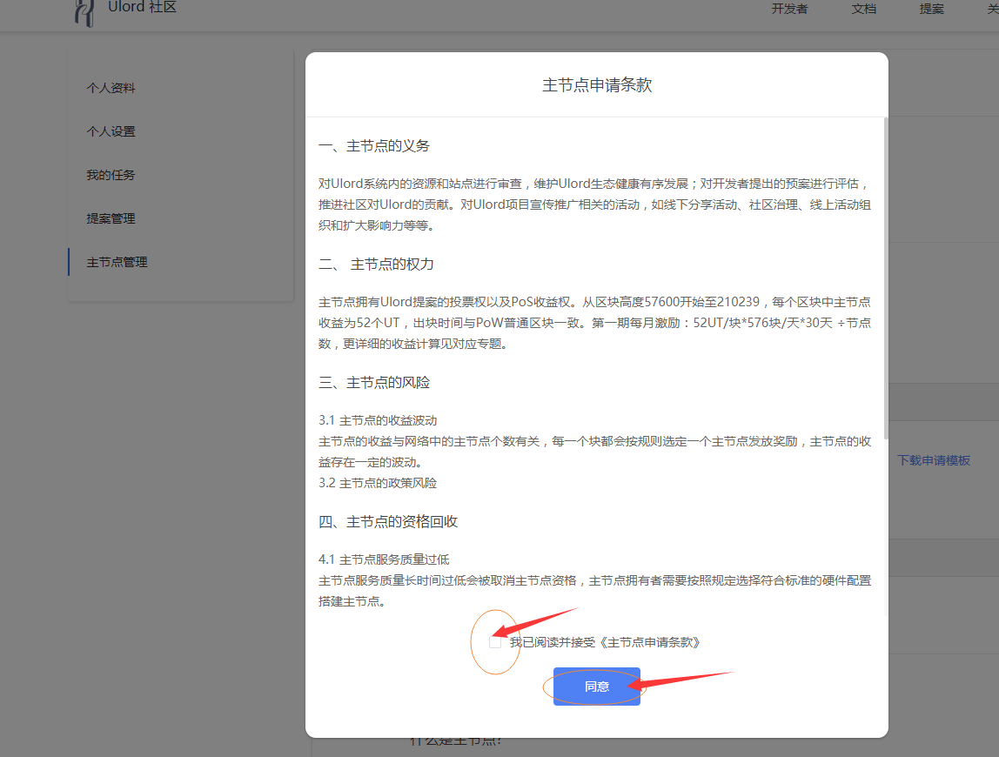 Ulord 社区
开发者
文档
提案
个人资料
个人设置
我的任务
提案管理
主节点管理
主节点申请条款
一、主节点的义务
对Ulord系统内的资源和站点进行审查，维护Ulord生态健康有序发展；对开发者提出的预案进行评估，
推进社区对Ulord的贡献。对Ulord项目宣传推广相关的活动，如线下分享活动、社区治理、线上活动组
织和扩大影响力等等。
二、 主节点的权力
主节点拥有Ulord提案的投票权以及PoS收益权。从区块高度57600开始至210239，每个区块中主节点
收益为52个UT，出块时间与PoW普通区块一致。第一期每月激励：52UT/块*576块/天*30天 ÷节点
数，更详细的收益计算见对应专题。
三、主节点的风险
3.1 主节点的收益波动
主节点的收益与网络中的主节点个数有关，每一个块都会按规则选定一个主节点发放奖励，主节点的收
益存在一定的波动。
3.2 主节点的政策风险
四、主节点的资格回收
4.1 主节点服务质量过低
主节点服务质量长时间过低会被取消主节点资格，主节点拥有者需要按照规定选择符合标准的硬件配置
搭建主节点。
下载申请模板
我已阅读并接受《主节点申请条款》
同意
什么是主节点?